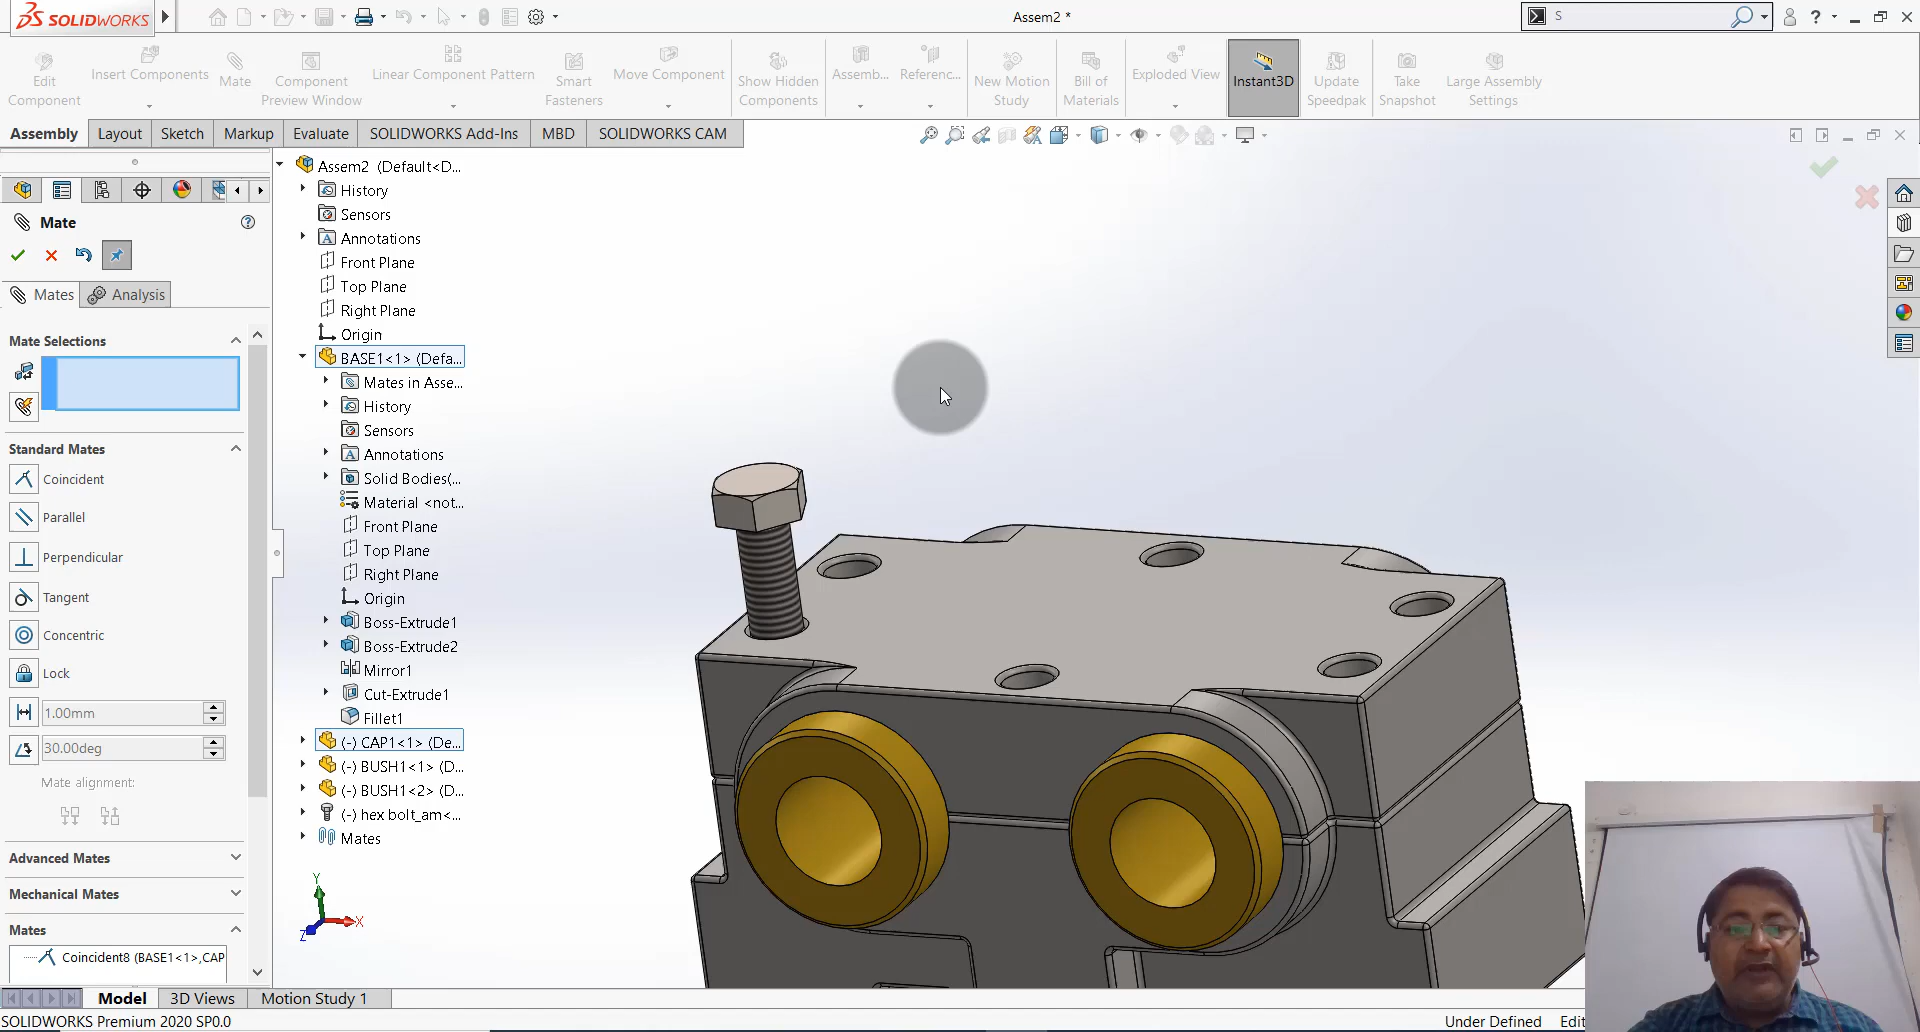 SOLIDWORKS
Assem2 *
S
?
Edit Component
Insert Components
Mate
Component Preview Window
Linear Component Pattern
Smart Fasteners
Move Component
Show Hidden Components
Assemb...
Referenc...
New Motion Study
Bill of Materials
Exploded View
Instant3D
Update Speedpak
Take Snapshot
Large Assembly Settings
Assembly
Layout
Sketch
Markup
Evaluate
SOLIDWORKS Add-Ins
MBD
SOLIDWORKS CAM
Mate
Mates
Analysis
Mate Selections
Standard Mates
Coincident
Parallel
Perpendicular
Tangent
Concentric
Lock
1.00mm
30.00deg
Mate alignment:
Advanced Mates
Mechanical Mates
Mates
Coincident8 (BASE1<1>,CAP
Assem2 (Default<D...
History
Sensors
Annotations
Front Plane
Top Plane
Right Plane
Origin
BASE1<1> (Defa...
Mates in Asse...
History
Sensors
Annotations
Solid Bodies(...
Material <not...
Front Plane
Top Plane
Right Plane
Origin
Boss-Extrude1
Boss-Extrude2
Mirror1
Cut-Extrude1
Fillet1
(-) CAP1<1> (De...
(-) BUSH1<1> (D...
(-) BUSH1<2> (D...
(-) hex bolt_am<...
Mates
Y
X
Z
Model
3D Views
Motion Study 1
SOLIDWORKS Premium 2020 SP0.0
Under Defined
Edit